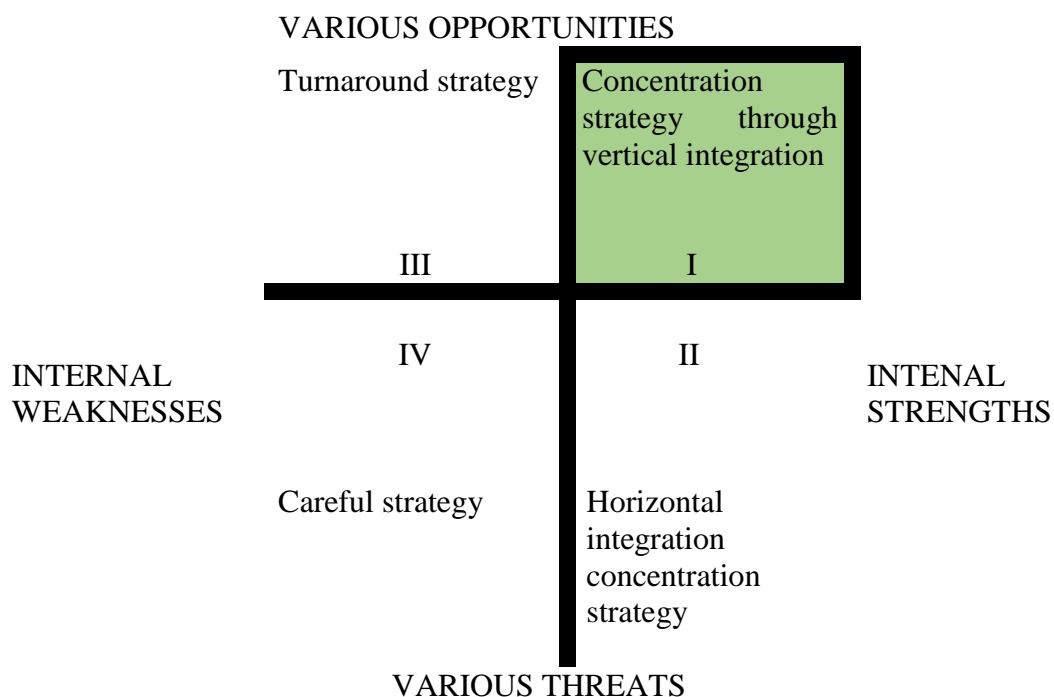 VARIOUS OPPORTUNITIES
Turnaround strategy
Concentration
strategy through
vertical integration
III
I
IV
II
INTERNAL
WEAKNESSES
INTENAL
STRENGTHS
Careful strategy
Horizontal
integration
concentration
strategy
VARIOUS THREATS